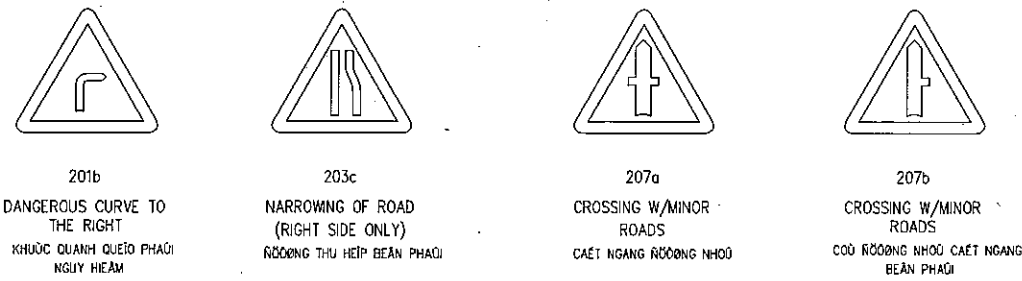 201b
DANGEROUS CURVE TO
THE RIGHT
KHUÙC QUANH QUEÏO PHAÛI
NGUY HIEÅM
203c
NARROWING OF ROAD
(RIGHT SIDE ONLY)
ÑÖÔØNG THU HEÏP BEÂN PHAÛI
207a
CROSSING W/MINOR
ROADS
CAÉT NGANG ÑÖÔØNG NHOÛ
207b
CROSSING W/MINOR
ROADS
COÙ ÑÖÔØNG NHOÛ CAÉT NGANG
BEÂN PHAÛI